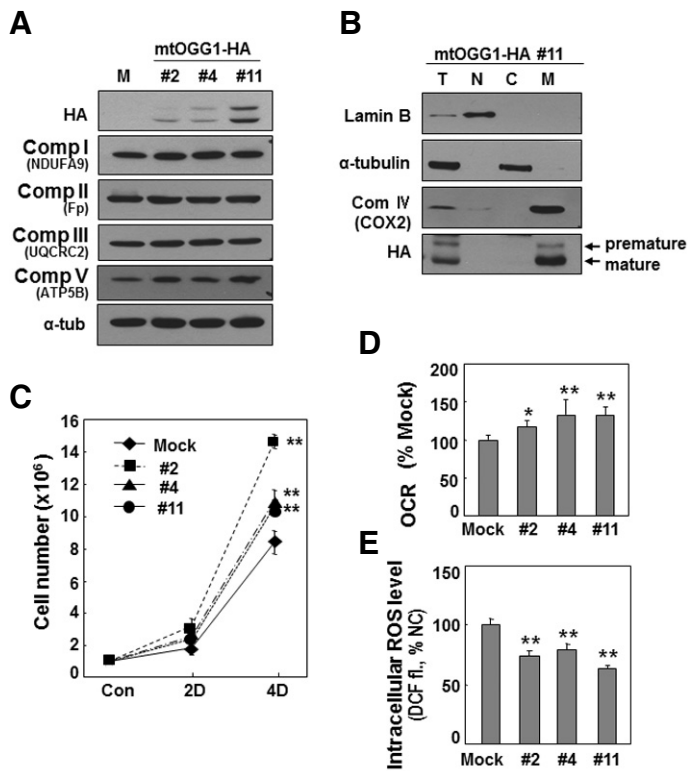 A
mtOGG1-HA
M #2 #4 #11
HA
Comp I
(NDUFA9)
Comp II
(Fp)
Comp III
(UQCRC2)
Comp V
(ATP5B)
α-tub
B
mtOGG1-HA #11
T N C M
Lamin B
α-tubulin
Com IV
(COX2)
HA
premature
mature
C
Cell number (x10⁶)
16
14
12
10
8
6
4
2
0
Mock
#2
#4
#11
**
**
**
Con 2D 4D
D
OCR (% Mock)
200
150
100
50
0
* ** **
Mock #2 #4 #11
E
Intracellular ROS level
(DCF fl., % NC)
150
100
50
0
** ** **
Mock #2 #4 #11